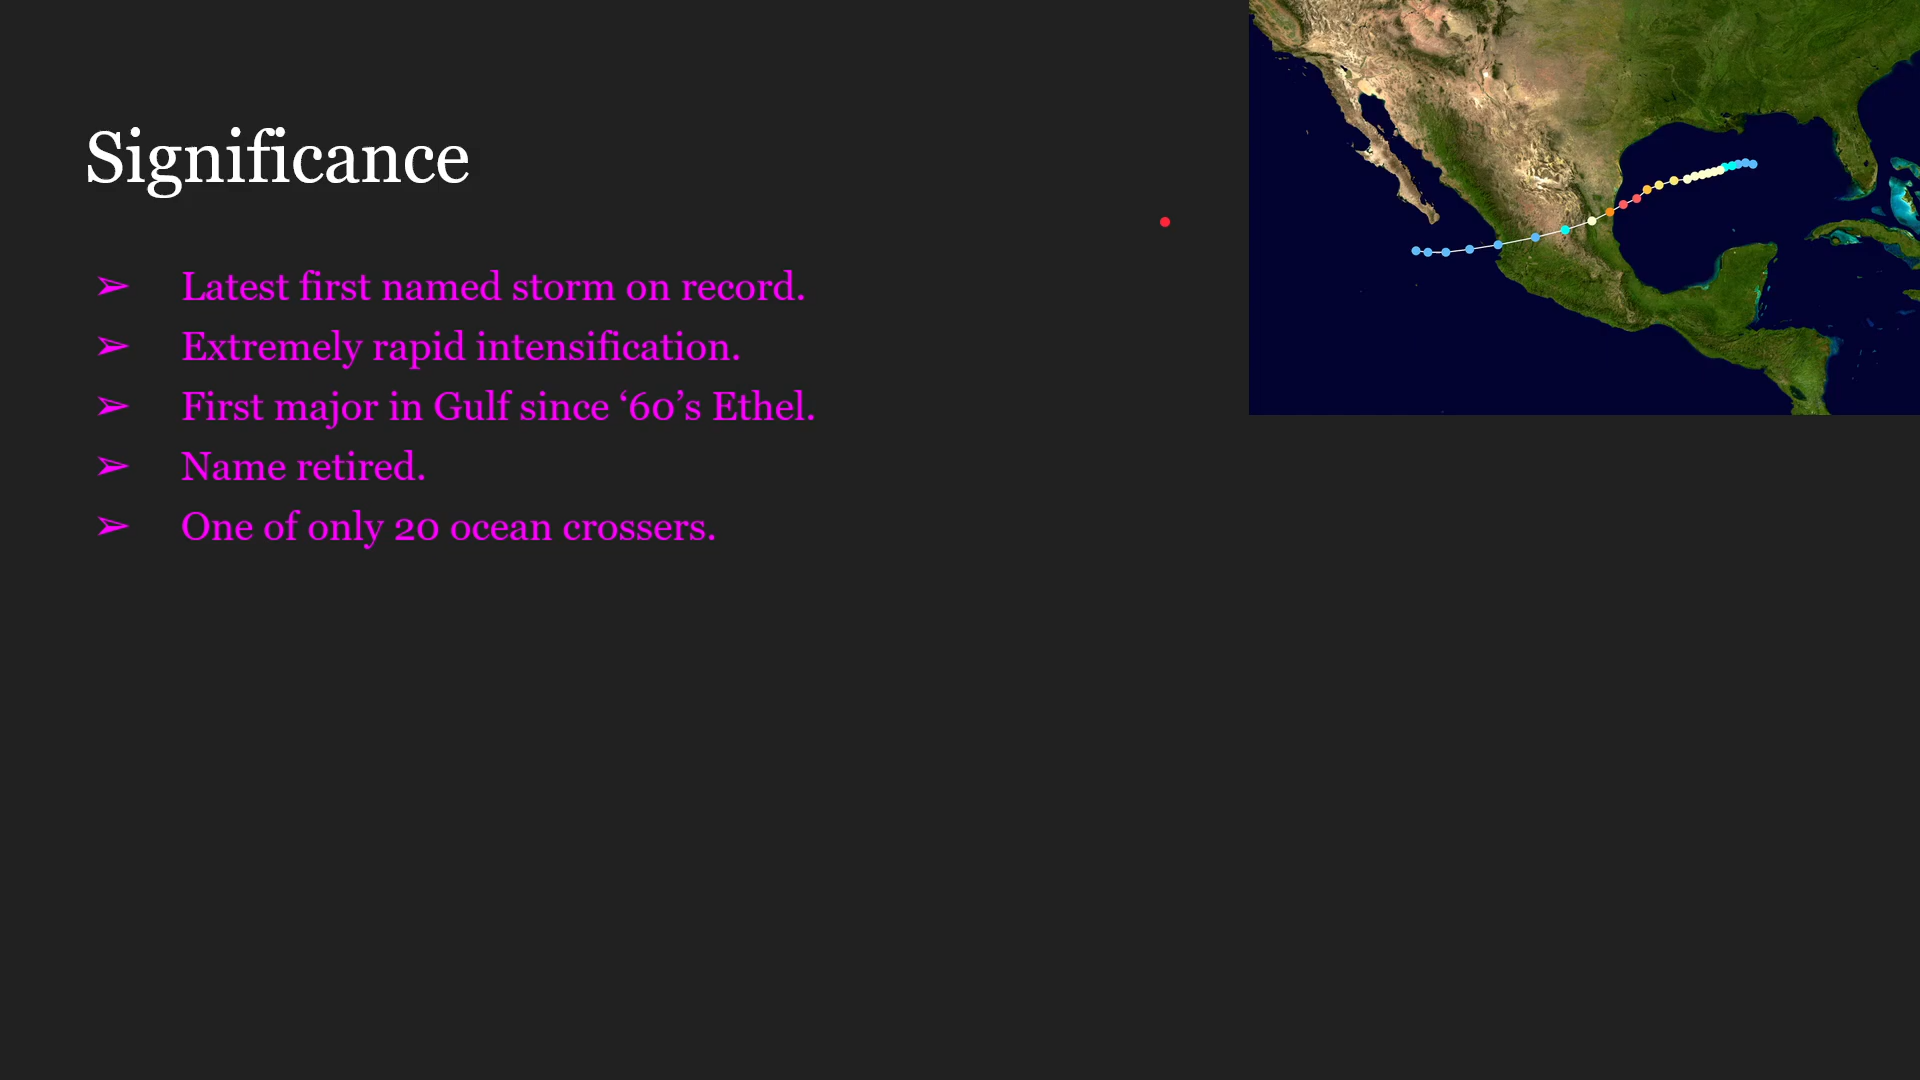 Significance
➢ Latest first named storm on record.
➢ Extremely rapid intensification.
➢ First major in Gulf since ‘60’s Ethel.
➢ Name retired.
➢ One of only 20 ocean crossers.